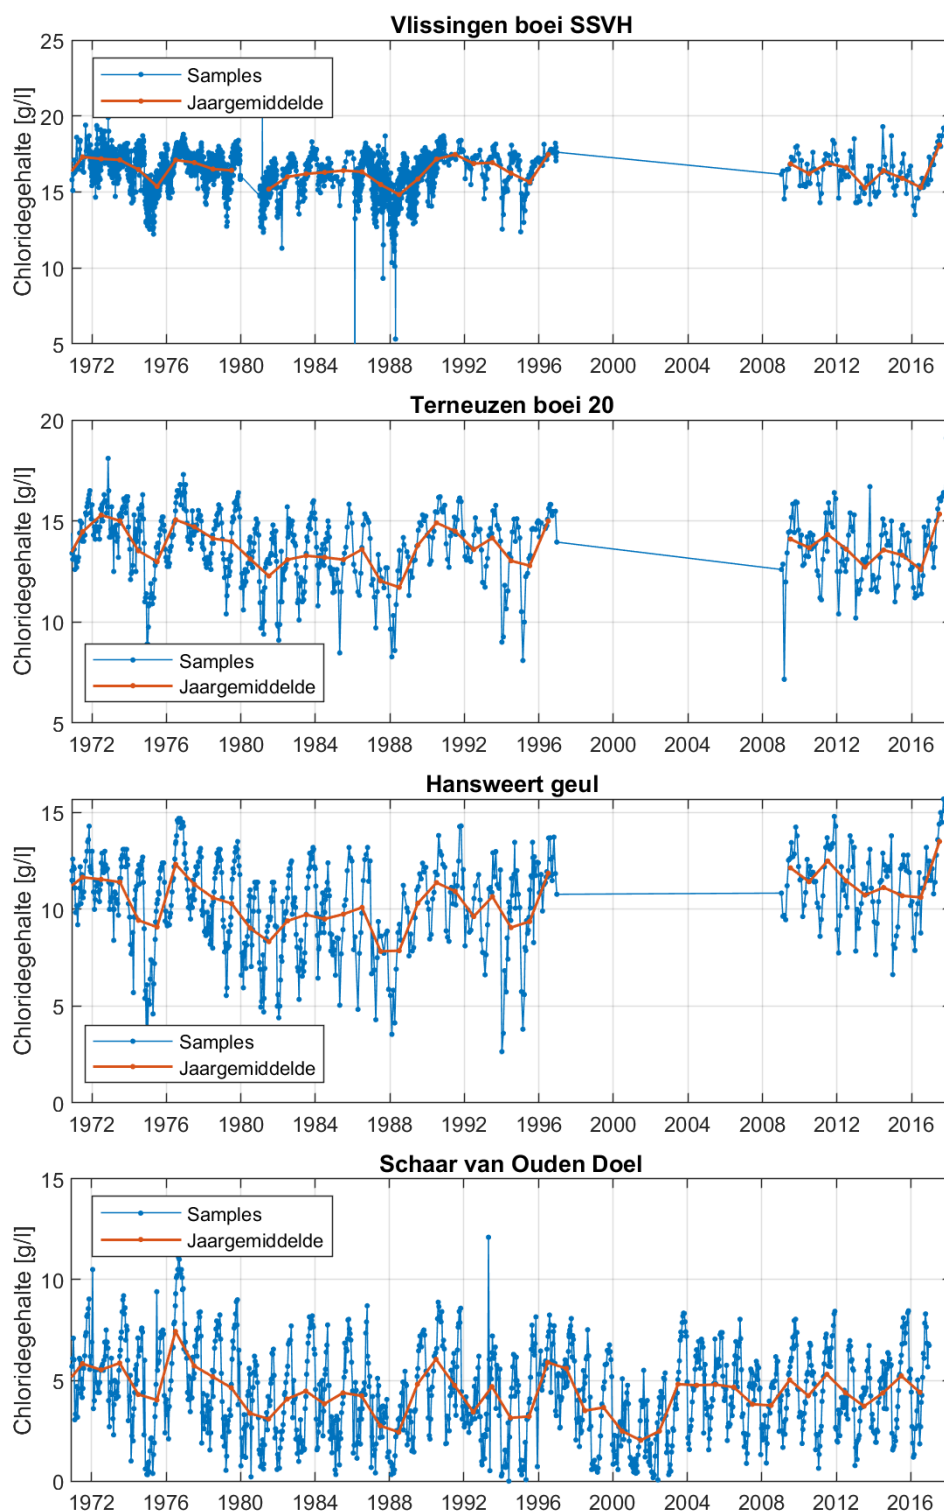 Vlissingen boei SSVH
Chloridegehalte [g/l]
25
20
15
10
5
Samples
Jaargemiddelde
1972 1976 1980 1984 1988 1992 1996 2000 2004 2008 2012 2016
Terneuzen boei 20
Chloridegehalte [g/l]
20
15
10
5
Samples
Jaargemiddelde
1972 1976 1980 1984 1988 1992 1996 2000 2004 2008 2012 2016
Hansweert geul
Chloridegehalte [g/l]
15
10
5
0
Samples
Jaargemiddelde
1972 1976 1980 1984 1988 1992 1996 2000 2004 2008 2012 2016
Schaar van Ouden Doel
Chloridegehalte [g/l]
15
10
5
0
Samples
Jaargemiddelde
1972 1976 1980 1984 1988 1992 1996 2000 2004 2008 2012 2016